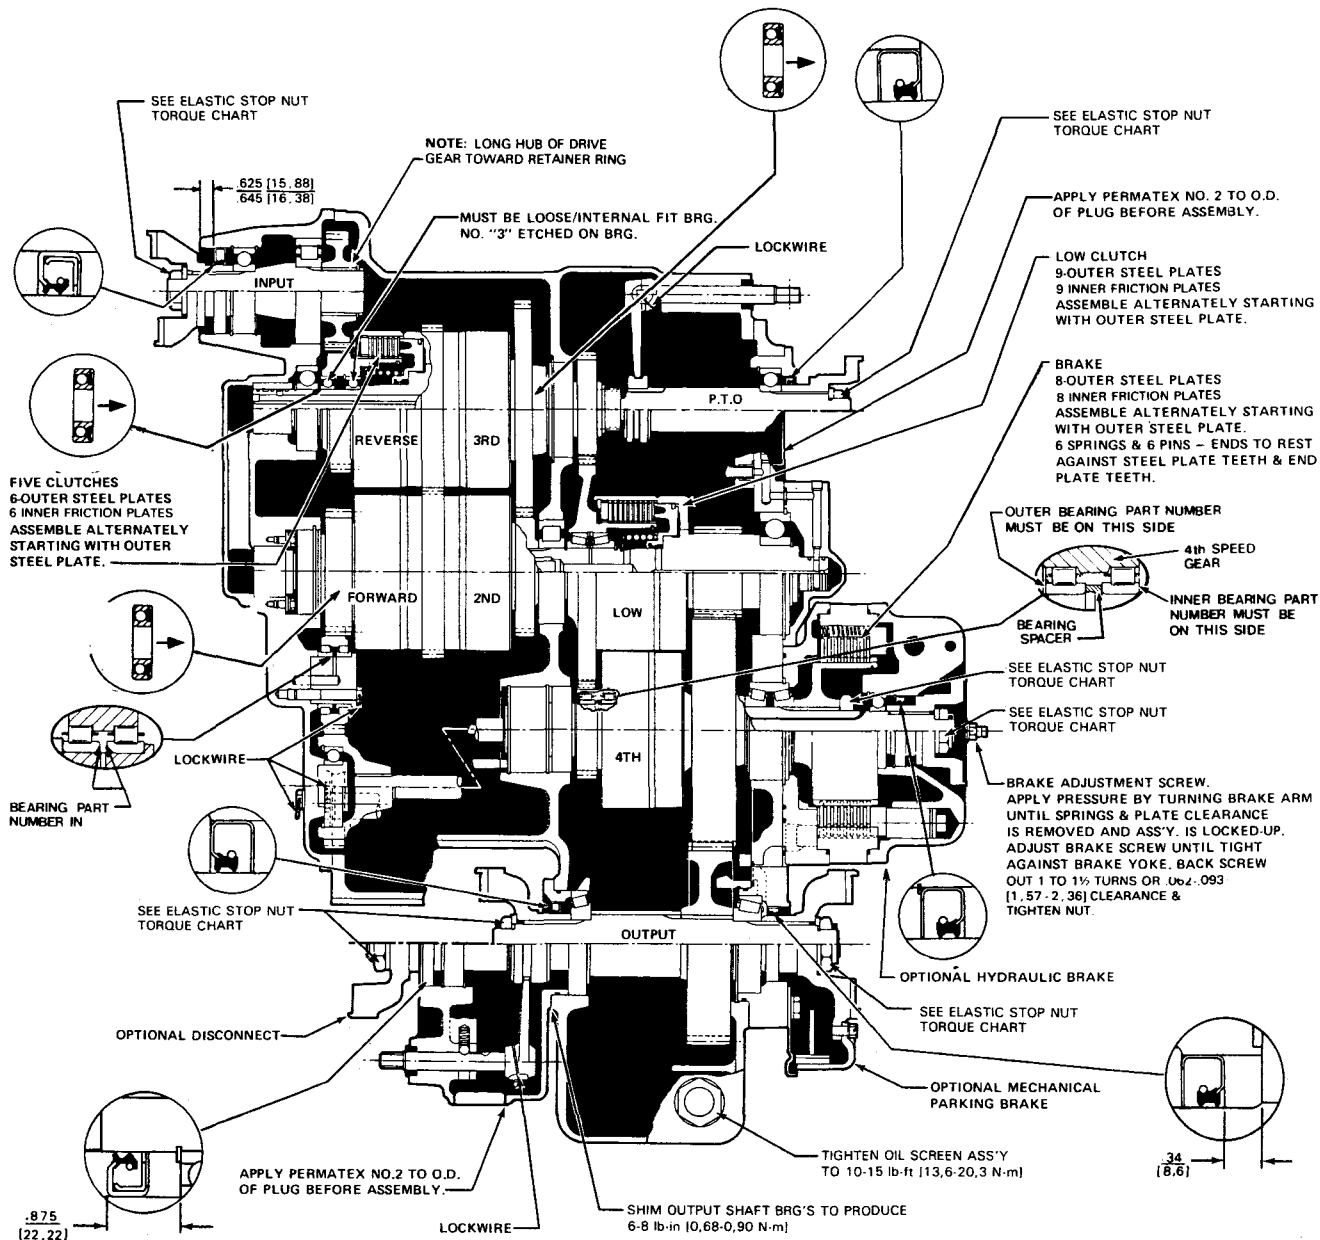 SEE ELASTIC STOP NUT
TORQUE CHART
NOTE: LONG HUB OF DRIVE
GEAR TOWARD RETAINER RING
.625 [15,88]
.645 [16,38]
MUST BE LOOSE/INTERNAL FIT BRG.
NO. "3" ETCHED ON BRG.
LOCKWIRE
SEE ELASTIC STOP NUT
TORQUE CHART
APPLY PERMATEX NO. 2 TO O.D.
OF PLUG BEFORE ASSEMBLY.
LOW CLUTCH
9-OUTER STEEL PLATES
9 INNER FRICTION PLATES
ASSEMBLE ALTERNATELY STARTING
WITH OUTER STEEL PLATE.
BRAKE
8-OUTER STEEL PLATES
8 INNER FRICTION PLATES
ASSEMBLE ALTERNATELY STARTING
WITH OUTER STEEL PLATE.
6 SPRINGS & 6 PINS – ENDS TO REST
AGAINST STEEL PLATE TEETH & END
PLATE TEETH.
INPUT
P.T.O
REVERSE
3RD
FIVE CLUTCHES
6-OUTER STEEL PLATES
6 INNER FRICTION PLATES
ASSEMBLE ALTERNATELY
STARTING WITH OUTER
STEEL PLATE.
OUTER BEARING PART NUMBER
MUST BE ON THIS SIDE
4th SPEED
GEAR
INNER BEARING PART
NUMBER MUST BE
ON THIS SIDE
BEARING
SPACER
FORWARD
2ND
LOW
4TH
SEE ELASTIC STOP NUT
TORQUE CHART
SEE ELASTIC STOP NUT
TORQUE CHART
LOCKWIRE
BEARING PART
NUMBER IN
BRAKE ADJUSTMENT SCREW.
APPLY PRESSURE BY TURNING BRAKE ARM
UNTIL SPRINGS & PLATE CLEARANCE
IS REMOVED AND ASS'Y. IS LOCKED-UP.
ADJUST BRAKE SCREW UNTIL TIGHT
AGAINST BRAKE YOKE. BACK SCREW
OUT 1 TO 1½ TURNS OR .062-.093
[1,57-2,36] CLEARANCE &
TIGHTEN NUT.
SEE ELASTIC STOP NUT
TORQUE CHART
OUTPUT
OPTIONAL HYDRAULIC BRAKE
SEE ELASTIC STOP NUT
TORQUE CHART
OPTIONAL DISCONNECT
OPTIONAL MECHANICAL
PARKING BRAKE
TIGHTEN OIL SCREEN ASS'Y
TO 10-15 lb-ft [13,6-20,3 N·m]
.34
[8,6]
APPLY PERMATEX NO.2 TO O.D.
OF PLUG BEFORE ASSEMBLY.
LOCKWIRE
SHIM OUTPUT SHAFT BRG'S TO PRODUCE
6-8 lb-in [0,68-0,90 N·m]
.875
[22,22]